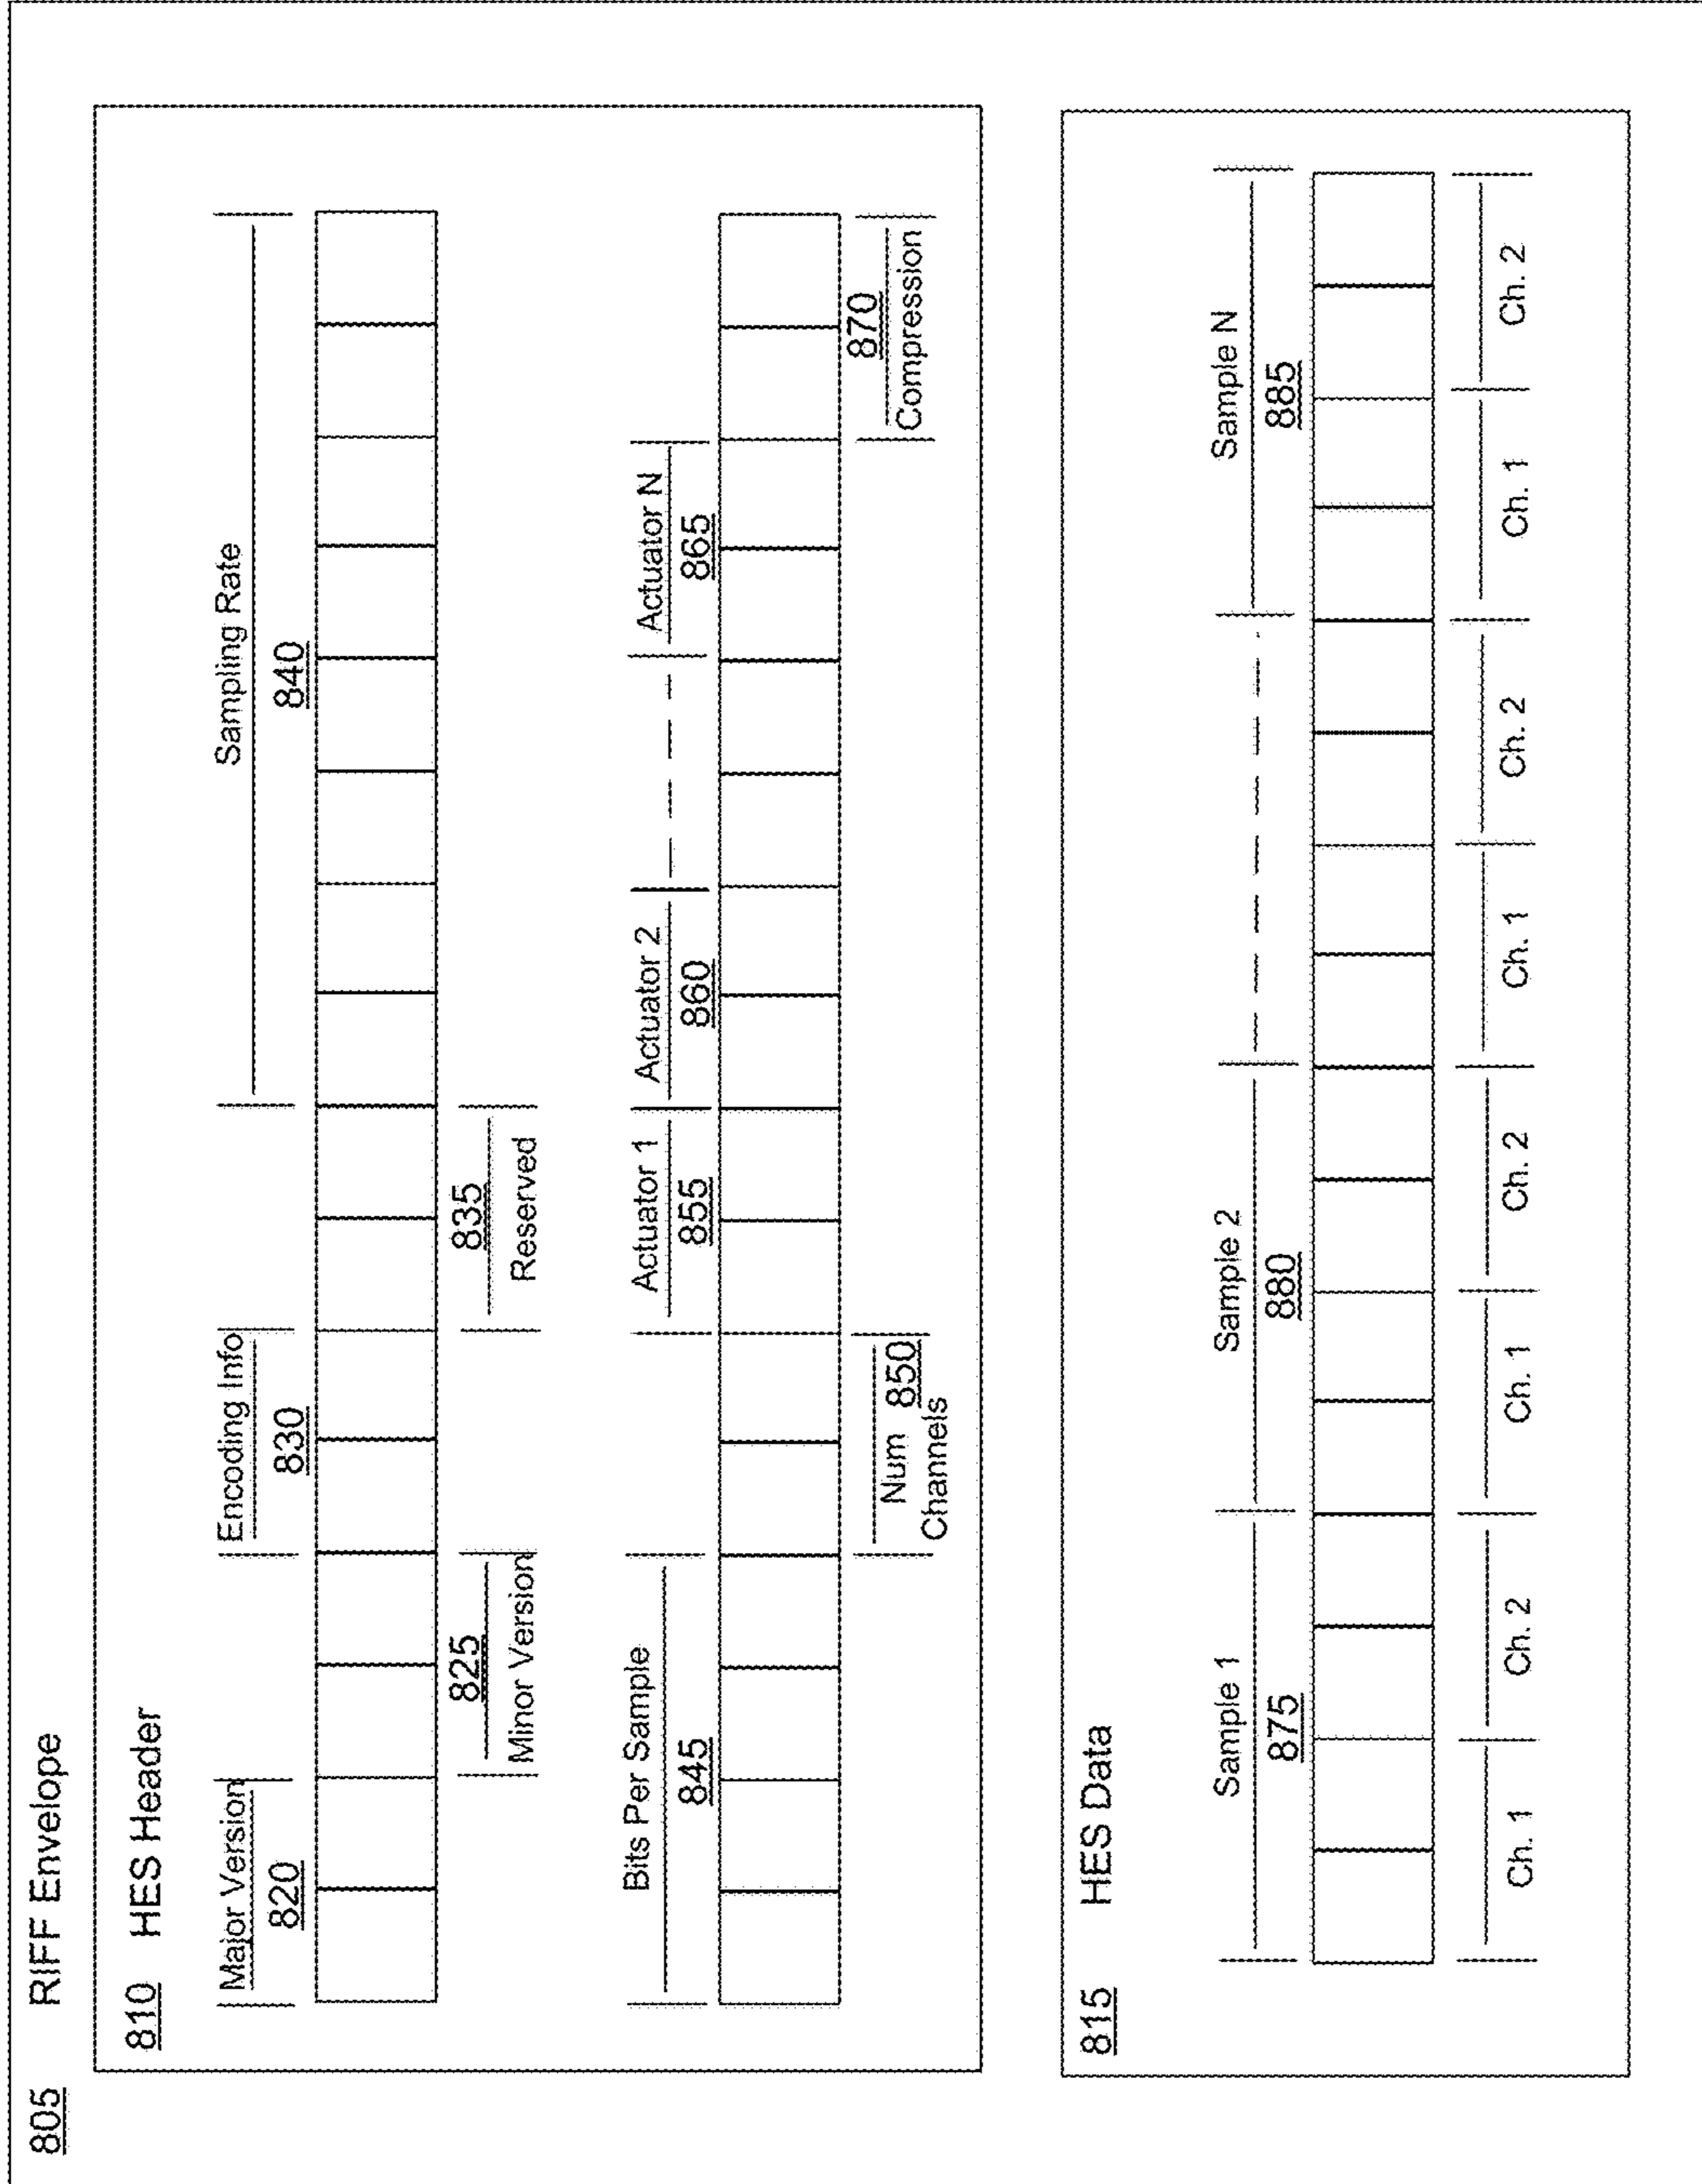 805 RIFF Envelope
810 HES Header
Major Version
820
Encoding Info
830
Sampling Rate
840
825
Minor Version
835
Reserved
Bits Per Sample
845
Actuator 1
855
Actuator 2
860
Actuator N
865
Num 850
Channels
870
Compression
815 HES Data
Sample 1
875
Sample 2
880
Sample N
885
Ch. 1 Ch. 2 Ch. 1 Ch. 2 Ch. 1 Ch. 2 Ch. 1 Ch. 2